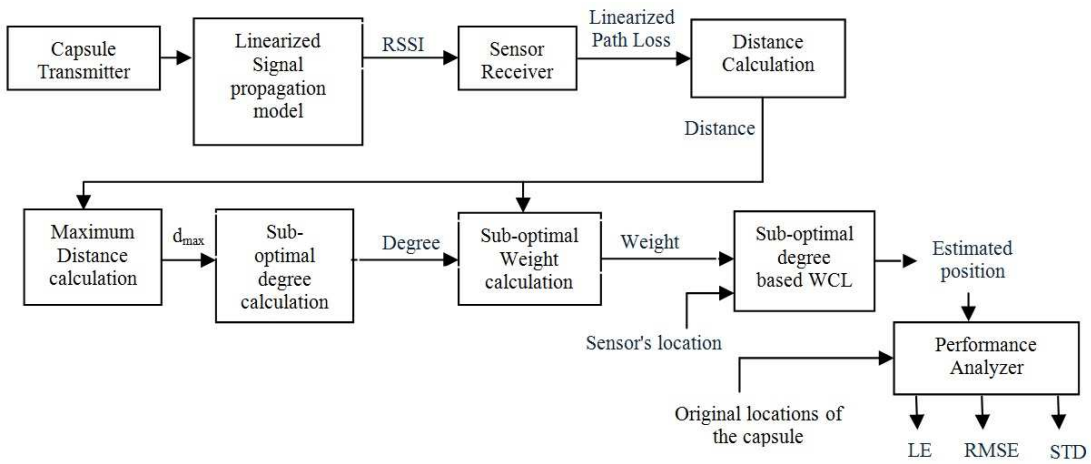 Capsule
Transmitter
Linearized
Signal
propagation
model
RSSI
Sensor
Receiver
Linearized
Path Loss
Distance
Calculation
Distance
Maximum
Distance
calculation
dmax
Sub-
optimal
degree
calculation
Degree
Sub-optimal
Weight
calculation
Weight
Sub-optimal
degree
based WCL
Estimated
position
Sensor's location
Performance
Analyzer
Original locations of
the capsule
LE
RMSE
STD